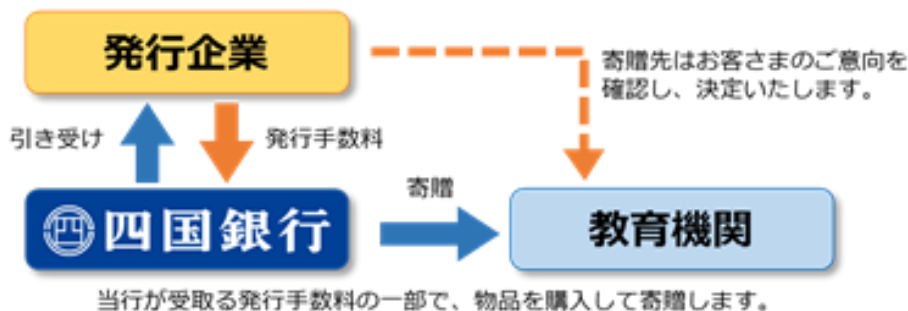 発行企業
寄贈先はお客さまのご意向を
確認し、決定いたします。
引き受け
発行手数料
四国銀行
寄贈
教育機関
当行が受取る発行手数料の一部で、物品を購入して寄贈します。